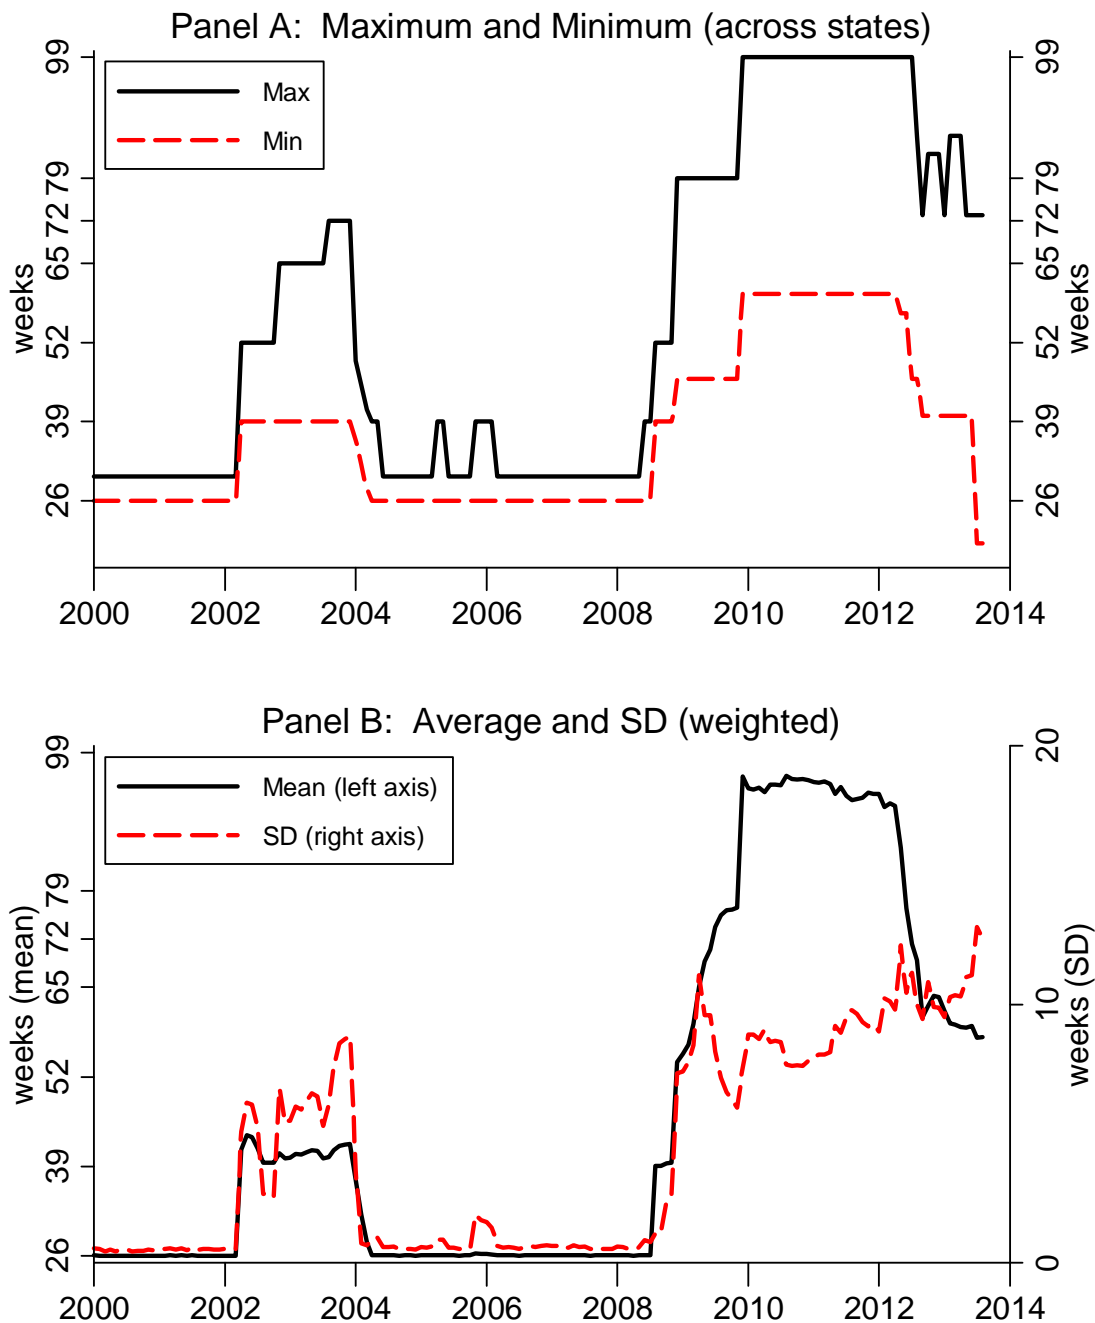 Panel A:  Maximum and Minimum (across states)
Max
Min
weeks
99
79
72
65
52
39
26
weeks
99
79
72
65
52
39
26
2000 2002 2004 2006 2008 2010 2012 2014
Panel B:  Average and SD (weighted)
Mean (left axis)
SD (right axis)
weeks (mean)
99
79
72
65
52
39
26
weeks (SD)
20
10
0
2000 2002 2004 2006 2008 2010 2012 2014